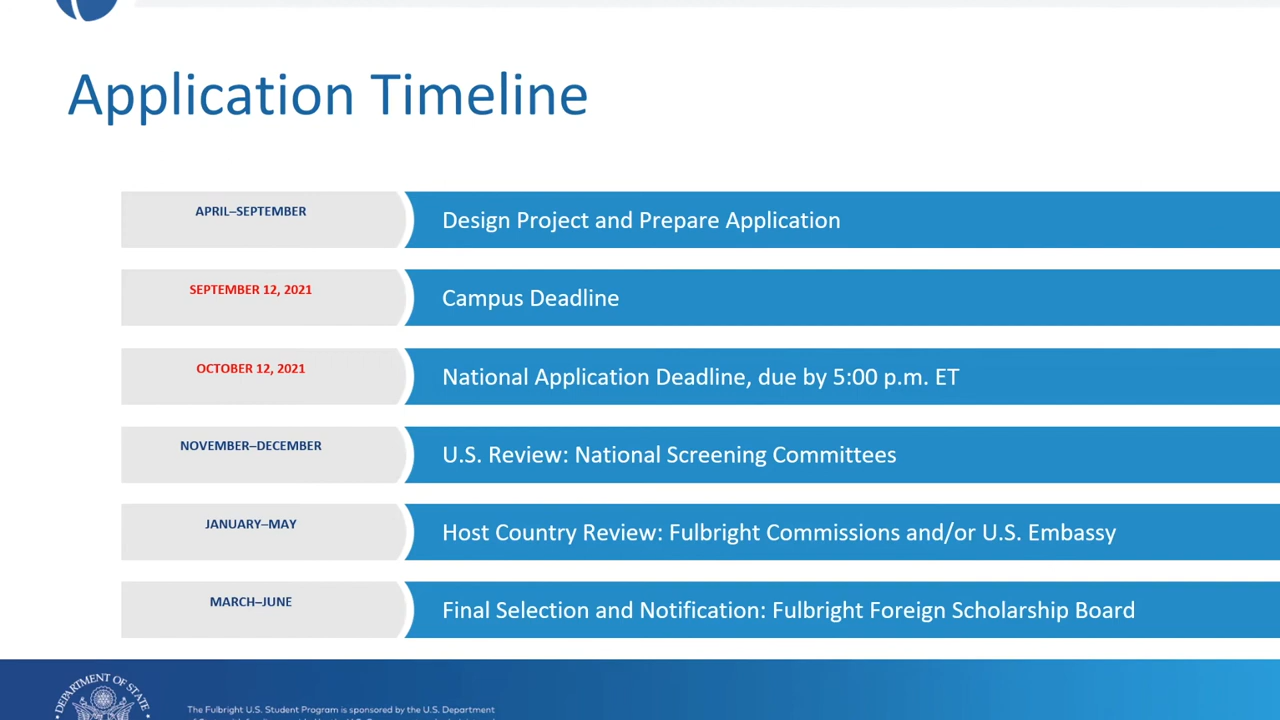 Application Timeline
APRIL–SEPTEMBER
Design Project and Prepare Application
SEPTEMBER 12, 2021
Campus Deadline
OCTOBER 12, 2021
National Application Deadline, due by 5:00 p.m. ET
NOVEMBER–DECEMBER
U.S. Review: National Screening Committees
JANUARY–MAY
Host Country Review: Fulbright Commissions and/or U.S. Embassy
MARCH–JUNE
Final Selection and Notification: Fulbright Foreign Scholarship Board
DEPARTMENT OF STATE
The Fulbright U.S. Student Program is sponsored by the U.S. Department